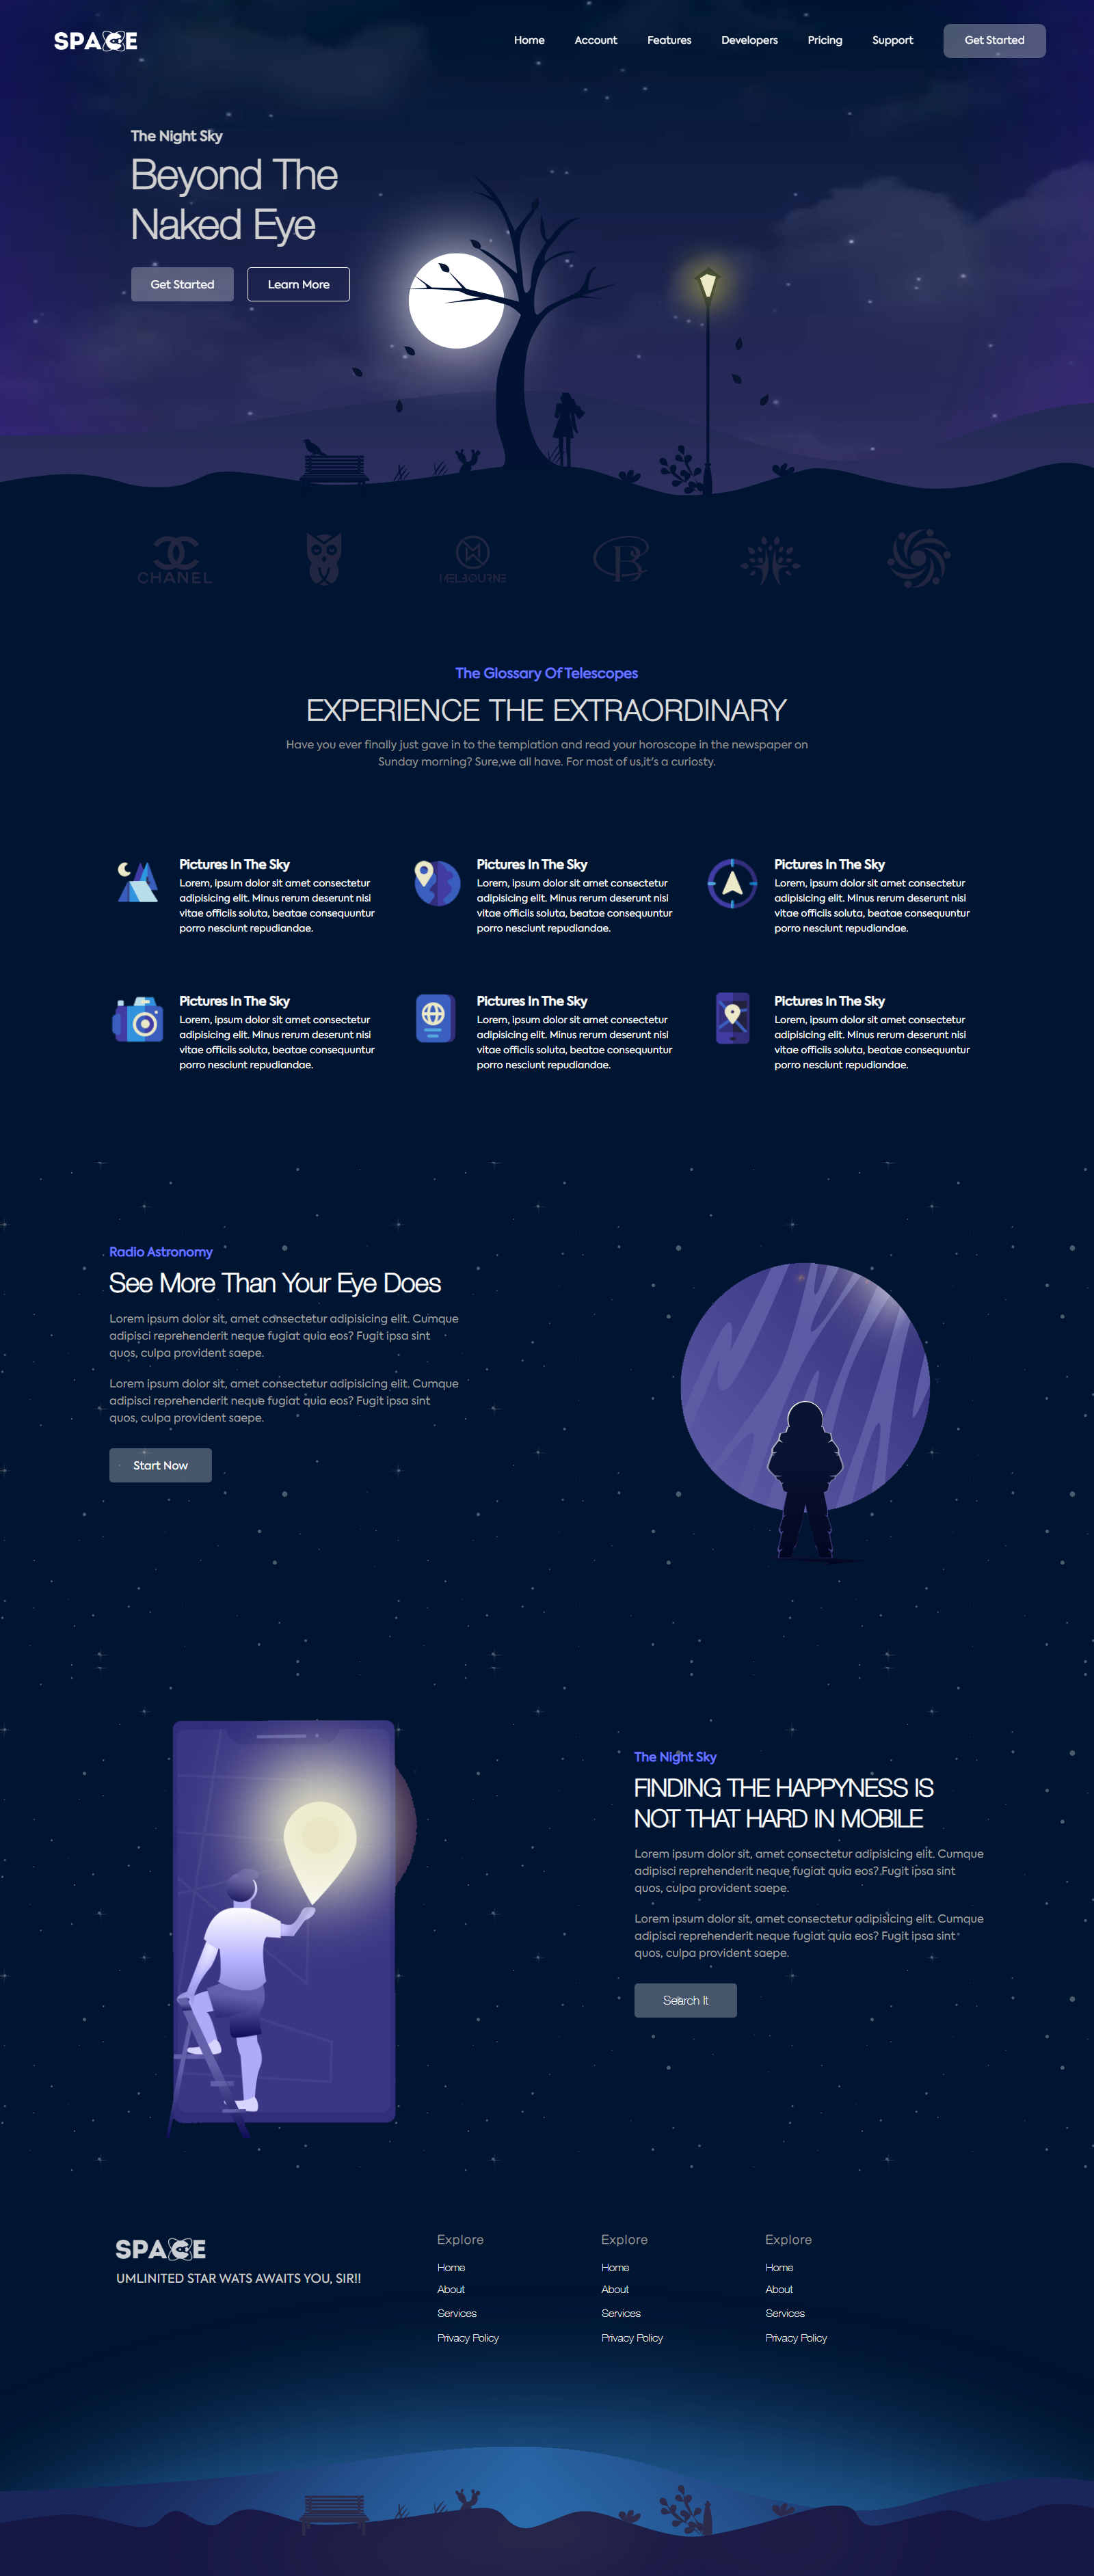 SPACE
Home Account Features Developers Pricing Support Get Started
The Night Sky
Beyond The
Naked Eye
Get Started Learn More
CHANEL
MELBOURNE
B
The Glossary Of Telescopes
EXPERIENCE THE EXTRAORDINARY
Have you ever finally just gave in to the templation and read your horoscope in the newspaper on
Sunday morning? Sure,we all have. For most of us,it's a curiosty.
Pictures In The Sky
Lorem, ipsum dolor sit amet consectetur
adipisicing elit. Minus rerum deserunt nisi
vitae officiis soluta, beatae consequuntur
porro nesciunt repudiandae.
Pictures In The Sky
Lorem, ipsum dolor sit amet consectetur
adipisicing elit. Minus rerum deserunt nisi
vitae officiis soluta, beatae consequuntur
porro nesciunt repudiandae.
Pictures In The Sky
Lorem, ipsum dolor sit amet consectetur
adipisicing elit. Minus rerum deserunt nisi
vitae officiis soluta, beatae consequuntur
porro nesciunt repudiandae.
Pictures In The Sky
Lorem, ipsum dolor sit amet consectetur
adipisicing elit. Minus rerum deserunt nisi
vitae officiis soluta, beatae consequuntur
porro nesciunt repudiandae.
Pictures In The Sky
Lorem, ipsum dolor sit amet consectetur
adipisicing elit. Minus rerum deserunt nisi
vitae officiis soluta, beatae consequuntur
porro nesciunt repudiandae.
Pictures In The Sky
Lorem, ipsum dolor sit amet consectetur
adipisicing elit. Minus rerum deserunt nisi
vitae officiis soluta, beatae consequuntur
porro nesciunt repudiandae.
Radio Astronomy
See More Than Your Eye Does
Lorem ipsum dolor sit, amet consectetur adipisicing elit. Cumque
adipisci reprehenderit neque fugiat quia eos? Fugit ipsa sint
quos, culpa provident saepe.
Lorem ipsum dolor sit, amet consectetur adipisicing elit. Cumque
adipisci reprehenderit neque fugiat quia eos? Fugit ipsa sint
quos, culpa provident saepe.
Start Now
The Night Sky
FINDING THE HAPPYNESS IS
NOT THAT HARD IN MOBILE
Lorem ipsum dolor sit, amet consectetur adipisicing elit. Cumque
adipisci reprehenderit neque fugiat quia eos? Fugit ipsa sint
quos, culpa provident saepe.
Lorem ipsum dolor sit, amet consectetur adipisicing elit. Cumque
adipisci reprehenderit neque fugiat quia eos? Fugit ipsa sint
quos, culpa provident saepe.
Search It
SPACE
UMLINITED STAR WATS AWAITS YOU, SIR!!
Explore
Home
About
Services
Privacy Policy
Explore
Home
About
Services
Privacy Policy
Explore
Home
About
Services
Privacy Policy